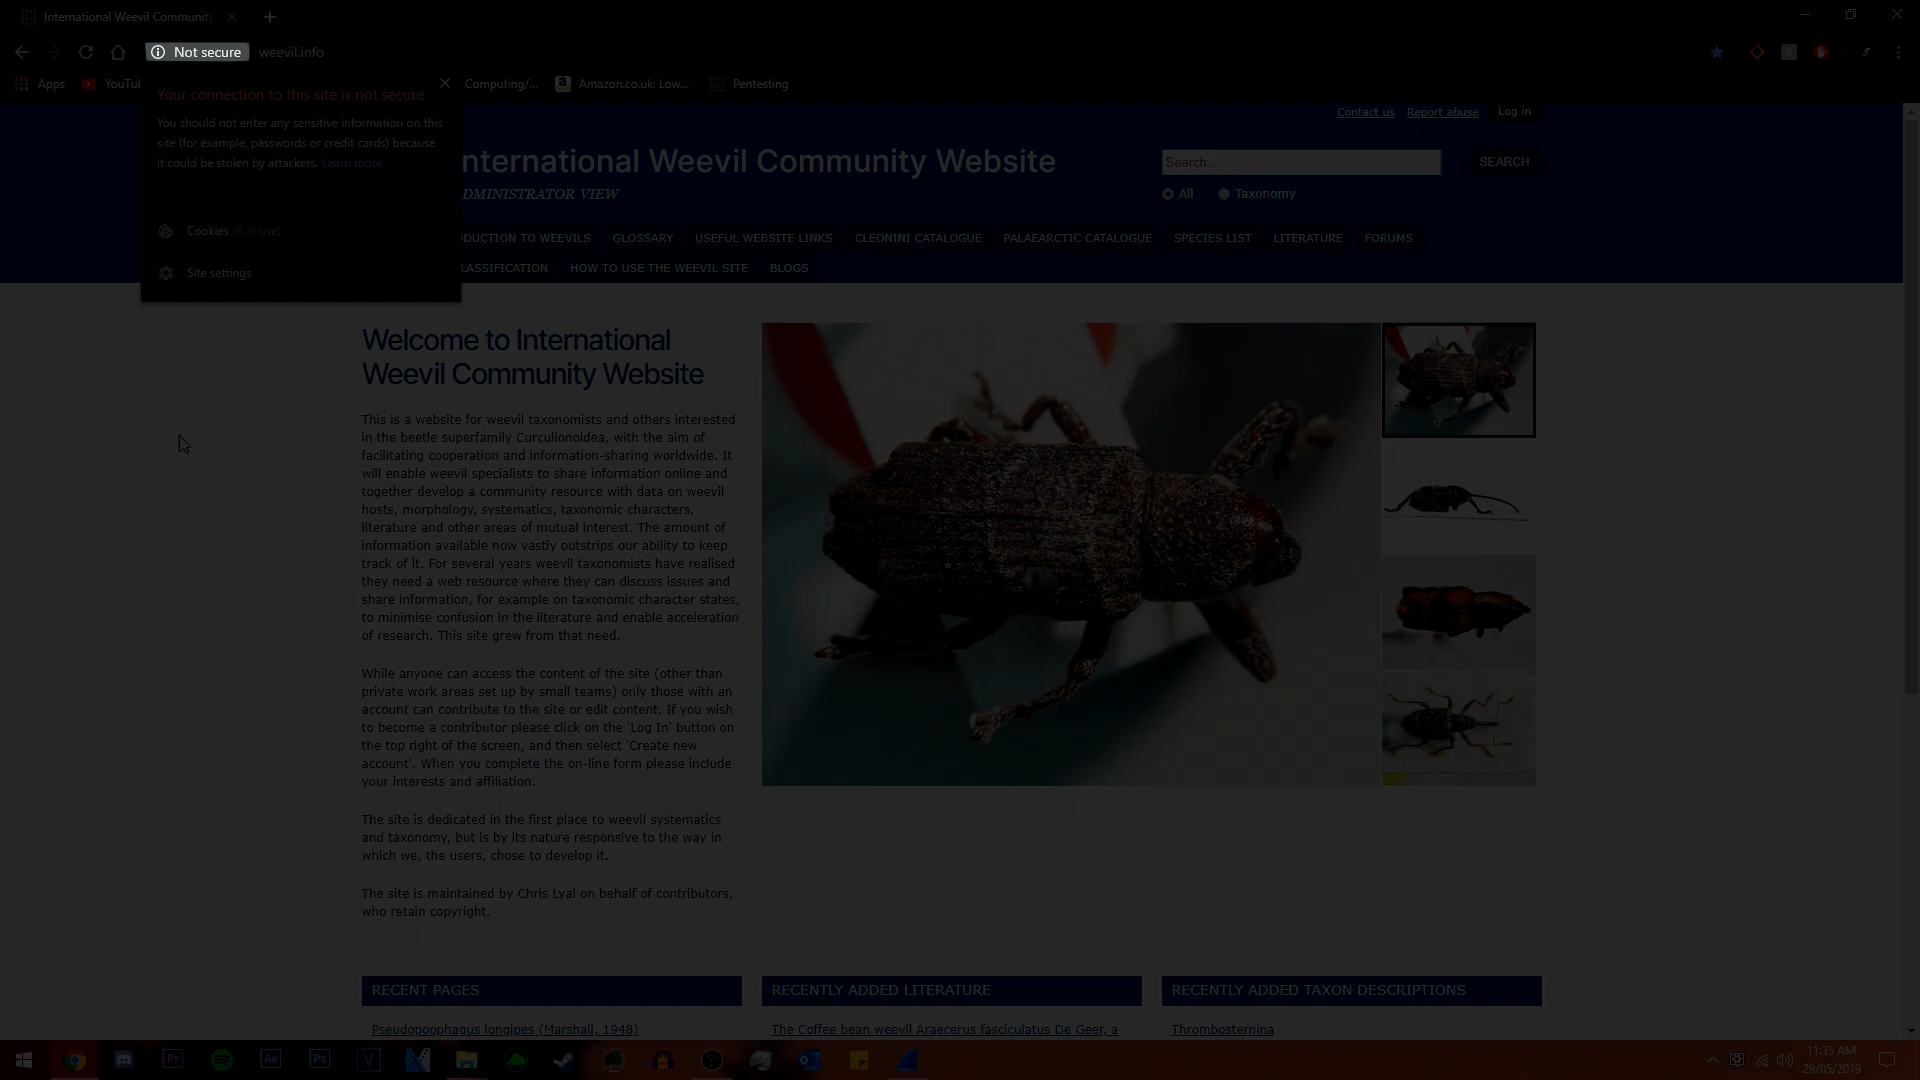 International Weevil Community
Not secure
weevil.info
Apps
YouTul
Computing/...
Amazon.co.uk: Low...
Pentesting
Your connection to this site is not secure
You should not enter any sensitive information on this
site (for example, passwords or credit cards) because
it could be stolen by attackers. Learn more
Cookies (6 in use)
Site settings
Contact us
Report abuse
Log in
nternational Weevil Community Website
DMINISTRATOR VIEW
Search...
SEARCH
All
Taxonomy
ODUCTION TO WEEVILS
GLOSSARY
USEFUL WEBSITE LINKS
CLEONINI CATALOGUE
PALAEARCTIC CATALOGUE
SPECIES LIST
LITERATURE
FORUMS
LASSIFICATION
HOW TO USE THE WEEVIL SITE
BLOGS
Welcome to International
Weevil Community Website
This is a website for weevil taxonomists and others interested
in the beetle superfamily Curculionoidea, with the aim of
facilitating cooperation and information-sharing worldwide. It
will enable weevil specialists to share information online and
together develop a community resource with data on weevil
hosts, morphology, systematics, taxonomic characters,
literature and other areas of mutual interest. The amount of
information available now vastly outstrips our ability to keep
track of it. For several years weevil taxonomists have realised
they need a web resource where they can discuss issues and
share information, for example on taxonomic character states,
to minimise confusion in the literature and enable acceleration
of research. This site grew from that need.
While anyone can access the content of the site (other than
private work areas set up by small teams) only those with an
account can contribute to the site or edit content. If you wish
to become a contributor please click on the 'Log In' button on
the top right of the screen, and then select 'Create new
account'. When you complete the on-line form please include
your interests and affiliation.
The site is dedicated in the first place to weevil systematics
and taxonomy, but is by its nature responsive to the way in
which we, the users, chose to develop it.
The site is maintained by Chris Lyal on behalf of contributors,
who retain copyright.
RECENT PAGES
Pseudopoophagus longipes (Marshall, 1948)
RECENTLY ADDED LITERATURE
The Coffee bean weevil Araecerus fasciculatus De Geer, a
RECENTLY ADDED TAXON DESCRIPTIONS
Thrombosternina
Pr
Ae
Ps
11:35 AM
29/05/2019